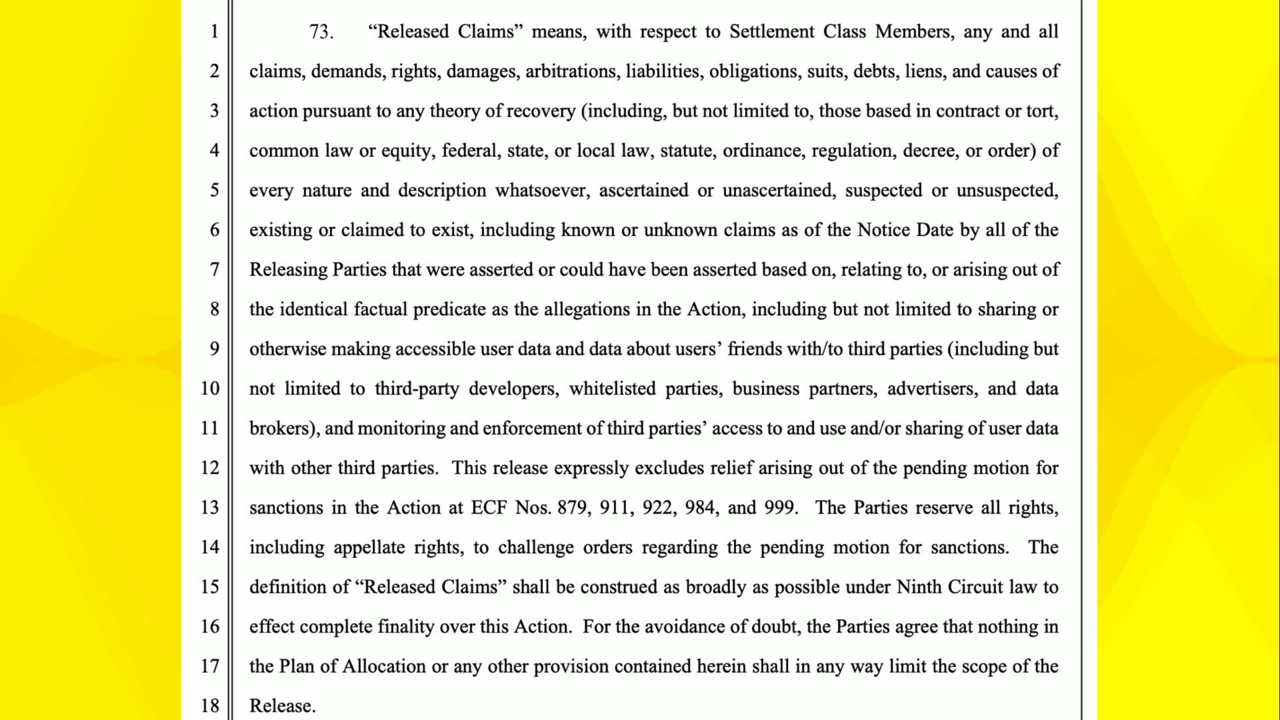 1 73. “Released Claims” means, with respect to Settlement Class Members, any and all
2 claims, demands, rights, damages, arbitrations, liabilities, obligations, suits, debts, liens, and causes of
3 action pursuant to any theory of recovery (including, but not limited to, those based in contract or tort,
4 common law or equity, federal, state, or local law, statute, ordinance, regulation, decree, or order) of
5 every nature and description whatsoever, ascertained or unascertained, suspected or unsuspected,
6 existing or claimed to exist, including known or unknown claims as of the Notice Date by all of the
7 Releasing Parties that were asserted or could have been asserted based on, relating to, or arising out of
8 the identical factual predicate as the allegations in the Action, including but not limited to sharing or
9 otherwise making accessible user data and data about users’ friends with/to third parties (including but
10 not limited to third-party developers, whitelisted parties, business partners, advertisers, and data
11 brokers), and monitoring and enforcement of third parties’ access to and use and/or sharing of user data
12 with other third parties. This release expressly excludes relief arising out of the pending motion for
13 sanctions in the Action at ECF Nos. 879, 911, 922, 984, and 999. The Parties reserve all rights,
14 including appellate rights, to challenge orders regarding the pending motion for sanctions. The
15 definition of “Released Claims” shall be construed as broadly as possible under Ninth Circuit law to
16 effect complete finality over this Action. For the avoidance of doubt, the Parties agree that nothing in
17 the Plan of Allocation or any other provision contained herein shall in any way limit the scope of the
18 Release.